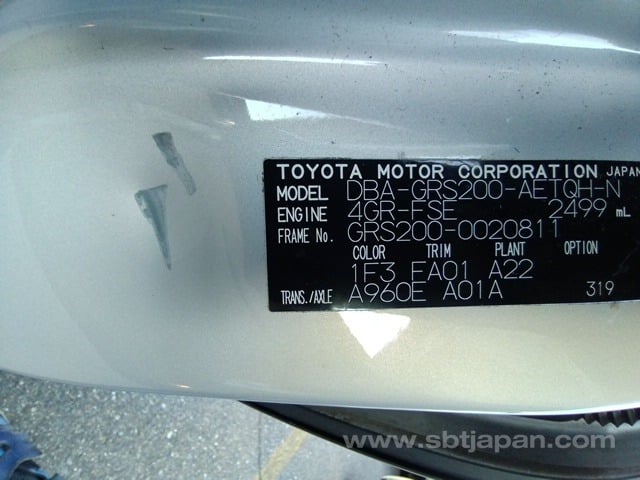 TOYOTA MOTOR CORPORATION JAPAN
MODEL DBA-GRS200-AETQH-N
ENGINE 4GR-FSE 2499 mL
FRAME No. GRS200-0020811
COLOR TRIM PLANT OPTION
1F3 FA01 A22
TRANS./AXLE A960E A01A 319
www.sbtjapan.com